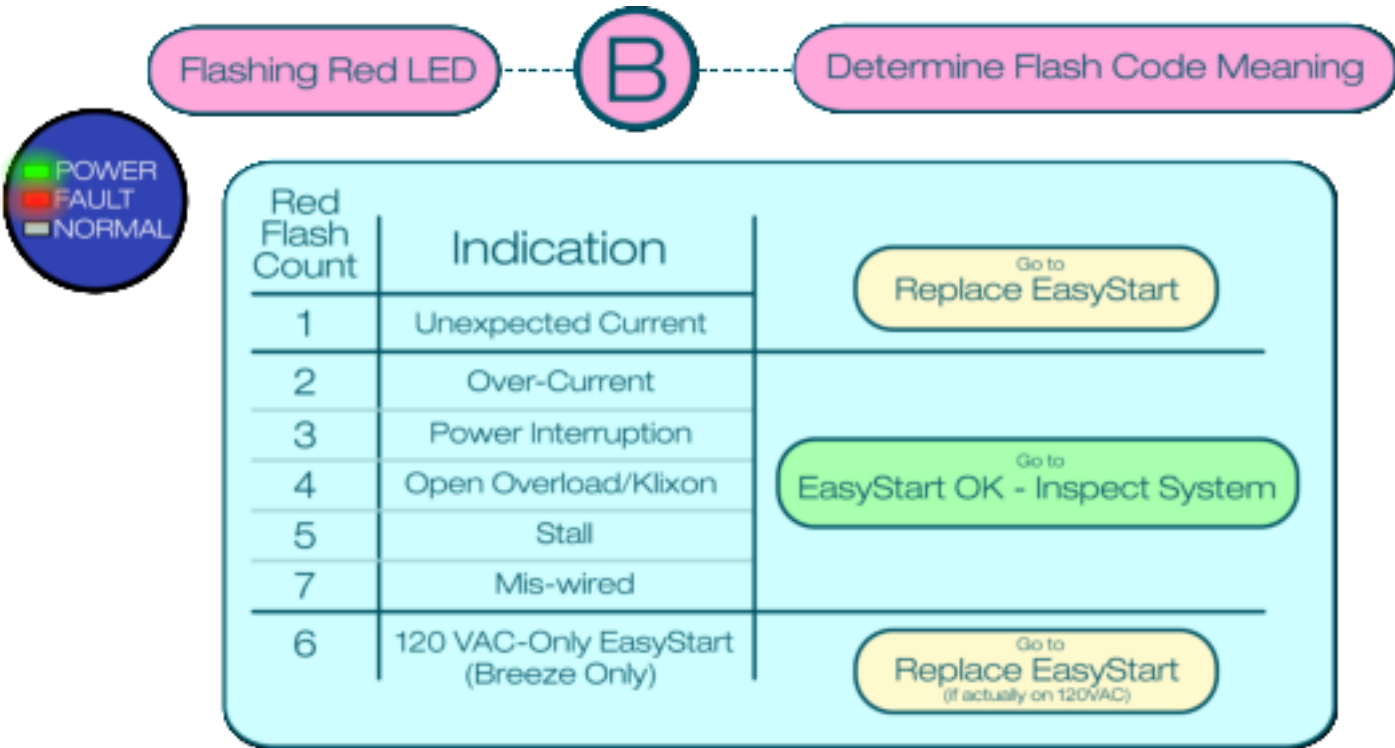 Flashing Red LED
B
Determine Flash Code Meaning
POWER
FAULT
NORMAL
Red
Flash
Count
Indication
Go to
Replace EasyStart
1
Unexpected Current
2
Over-Current
3
Power Interruption
4
Open Overload/Klixon
Go to
EasyStart OK - Inspect System
5
Stall
7
Mis-wired
6
120 VAC-Only EasyStart
(Breeze Only)
Go to
Replace EasyStart
(if actually on 120VAC)